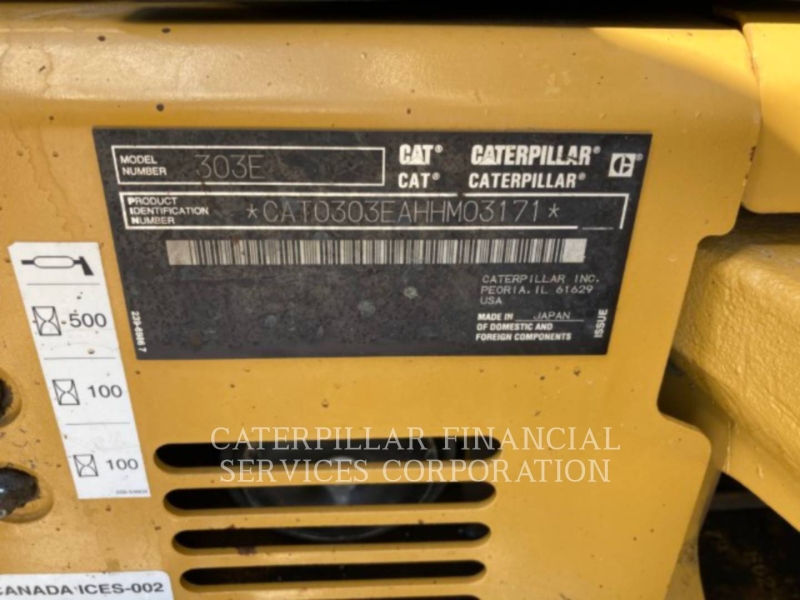 MODEL
NUMBER
303E
CAT® CATERPILLAR®
CAT® CATERPILLAR®
PRODUCT
IDENTIFICATION
NUMBER
*CAT0303EAHHM03171*
CATERPILLAR INC.
PEORIA, IL 61629
USA
MADE IN JAPAN
OF DOMESTIC AND
FOREIGN COMPONENTS
ISSUE
500
100
100
CATERPILLAR FINANCIAL
SERVICES CORPORATION
CANADA ICES-002